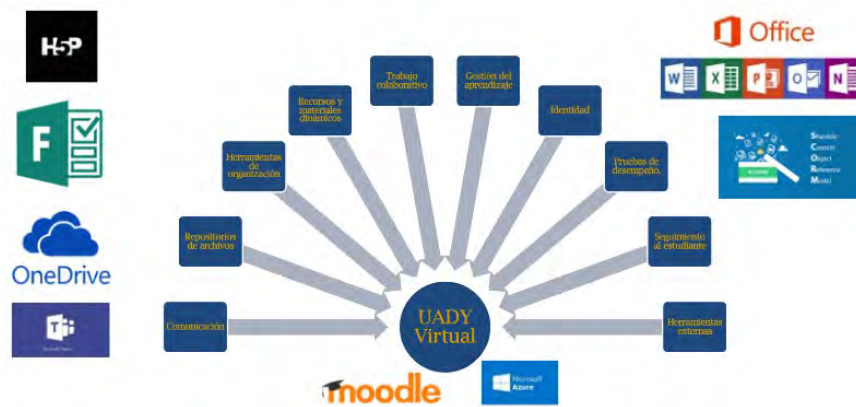 H5P
F
OneDrive
Office
W X P O N
Sharable
Content
Object
Reference
Model
Trabajo
colaborativo
Gestión del
aprendizaje
Recursos y
materiales
dinámicos
Identidad
Herramientas
de
organización
Pruebas de
desempeño.
Repositorios
de archivos
Seguimiento
al estudiante
Comunicación
Herramientas
externas
UADY
Virtual
moodle
Microsoft
Azure